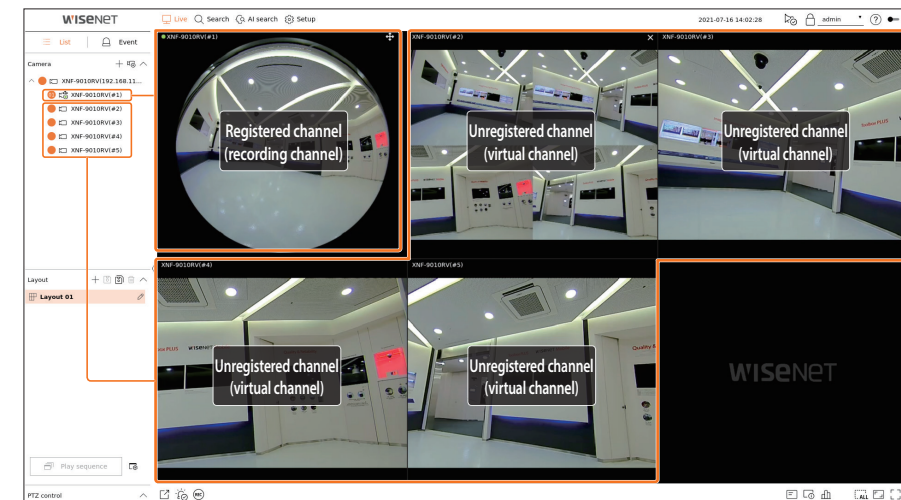 WISENET
Live Search AI search Setup
2021-07-16 14:02:28
admin
List Event
Camera
XNF-9010RV(192.168.11...
XNF-9010RV(#1)
XNF-9010RV(#2)
XNF-9010RV(#3)
XNF-9010RV(#4)
XNF-9010RV(#5)
XNF-9010RV(#1)
Registered channel
(recording channel)
XNF-9010RV(#2)
Unregistered channel
(virtual channel)
XNF-9010RV(#3)
Unregistered channel
(virtual channel)
Layout
Layout 01
XNF-9010RV(#4)
WISENET
Unregistered channel
(virtual channel)
XNF-9010RV(#5)
Unregistered channel
(virtual channel)
Quality
WISENET
Play sequence
PTZ control
REC
ALL